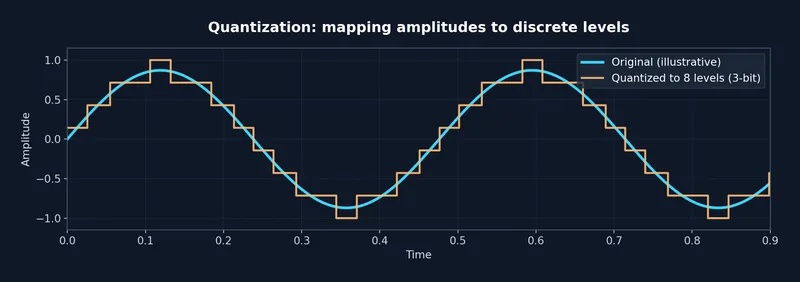 Quantization: mapping amplitudes to discrete levels
Original (illustrative)
Quantized to 8 levels (3-bit)
Amplitude
1.0
0.5
0.0
−0.5
−1.0
0.0 0.1 0.2 0.3 0.4 0.5 0.6 0.7 0.8 0.9
Time